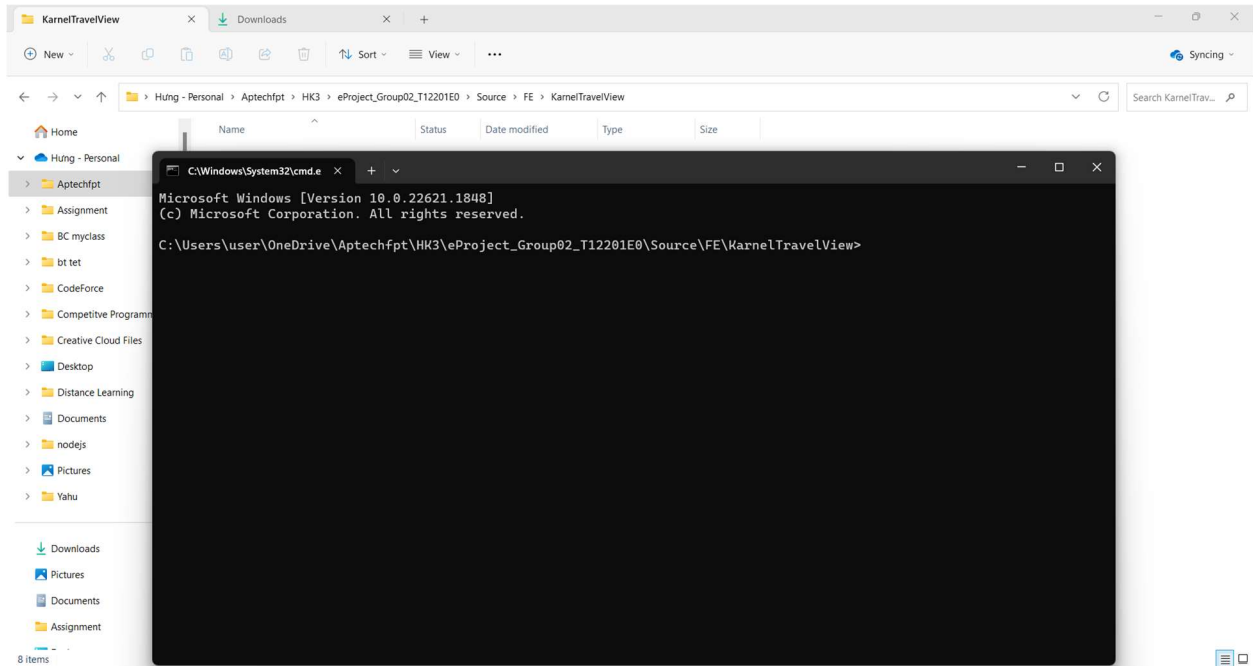 KarnelTravelView
Downloads
New
Sort
View
Syncing
Hưng - Personal > Aptechfpt > HK3 > eProject_Group02_T12201E0 > Source > FE > KarnelTravelView
Search KarnelTrav...
Name Status Date modified Type Size
Home
Hưng - Personal
Aptechfpt
Assignment
BC myclass
bt tet
CodeForce
Competitve Programm
Creative Cloud Files
Desktop
Distance Learning
Documents
nodejs
Pictures
Yahu
Downloads
Pictures
Documents
Assignment
8 items
C:\Windows\System32\cmd.e
Microsoft Windows [Version 10.0.22621.1848]
(c) Microsoft Corporation. All rights reserved.
C:\Users\user\OneDrive\Aptechfpt\HK3\eProject_Group02_T12201E0\Source\FE\KarnelTravelView>